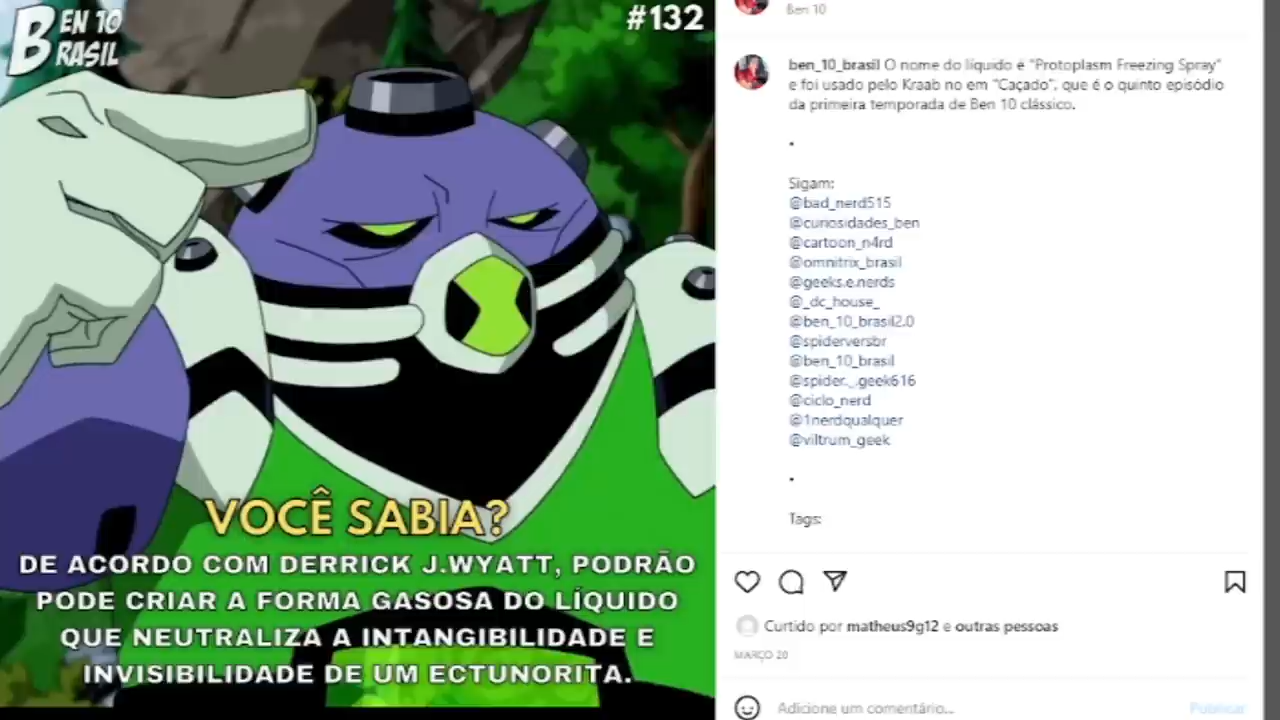 BEN 10
BRASIL
#132
VOCÊ SABIA?
DE ACORDO COM DERRICK J.WYATT, PODRÃO
PODE CRIAR A FORMA GASOSA DO LÍQUIDO
QUE NEUTRALIZA A INTANGIBILIDADE E
INVISIBILIDADE DE UM ECTUNORITA.
Ben 10
ben_10_brasil O nome do líquido é "Protoplasm Freezing Spray"
e foi usado pelo Kraab no em "Caçado", que é o quinto episódio
da primeira temporada de Ben 10 clássico.
•
Sigam:
@bad_nerd515
@curiosidades_ben
@cartoon_n4rd
@omnitrix_brasil
@geeks.e.nerds
@_dc_house_
@ben_10_brasil2.0
@spiderversbr
@ben_10_brasil
@spider._.geek616
@ciclo_nerd
@1nerdqualquer
@viltrum_geek
•
Tags:
Curtido por matheus9g12 e outras pessoas
MARÇO 20
Adicione um comentário... Publicar